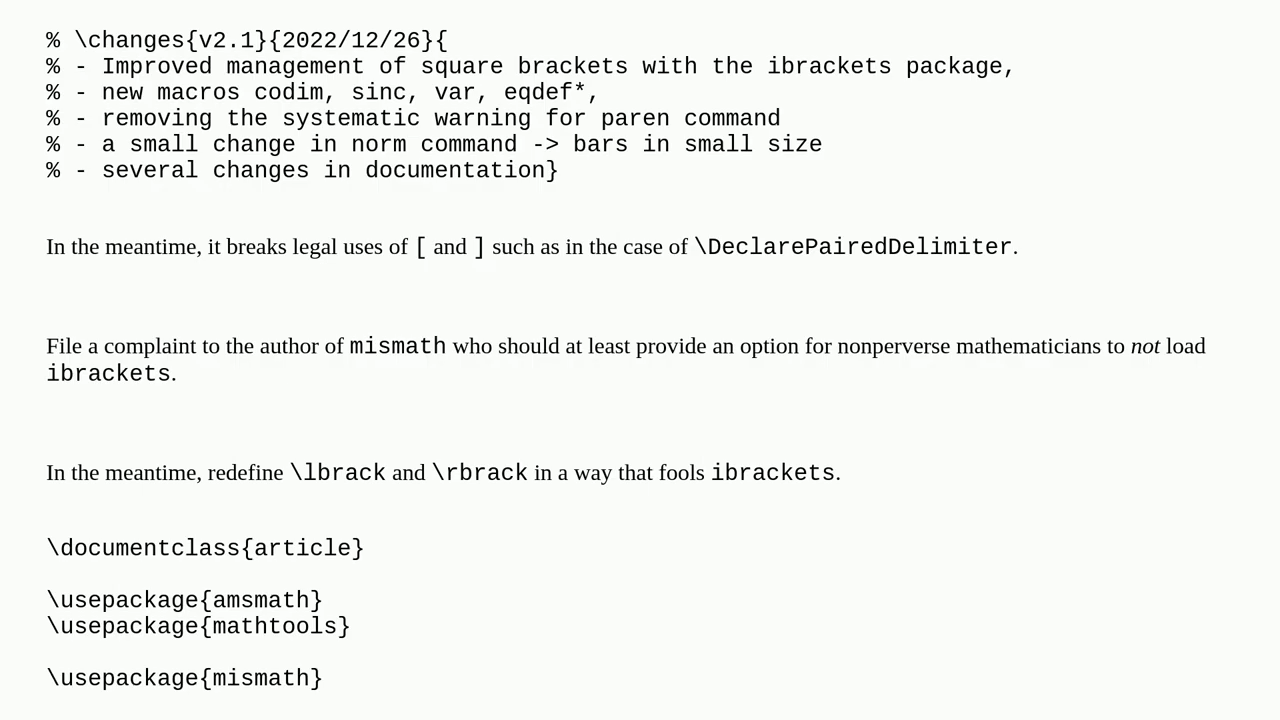 % \changes{v2.1}{2022/12/26}{
% - Improved management of square brackets with the ibrackets package,
% - new macros codim, sinc, var, eqdef*,
% - removing the systematic warning for paren command
% - a small change in norm command -> bars in small size
% - several changes in documentation}
In the meantime, it breaks legal uses of [ and ] such as in the case of \DeclarePairedDelimiter.
File a complaint to the author of mismath who should at least provide an option for nonperverse mathematicians to not load
ibrackets.
In the meantime, redefine \lbrack and \rbrack in a way that fools ibrackets.
\documentclass{article}
\usepackage{amsmath}
\usepackage{mathtools}
\usepackage{mismath}